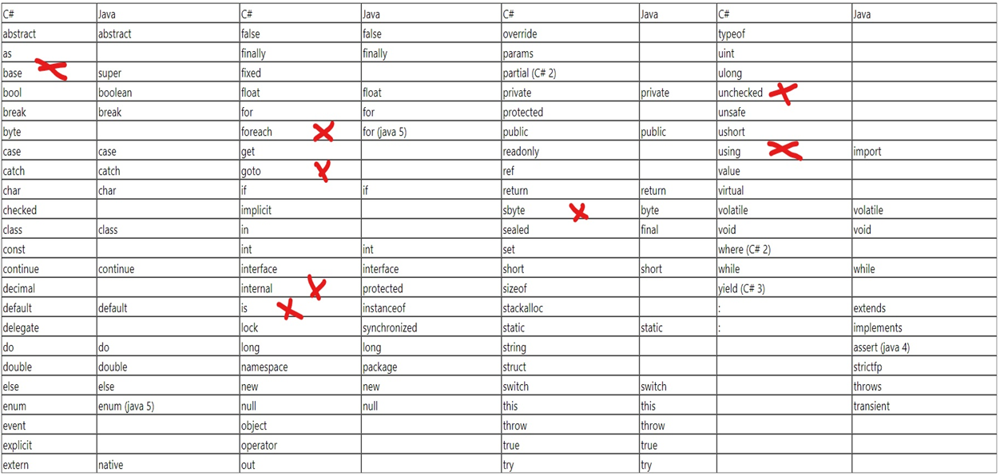 C# Java C# Java C# Java C# Java
abstract abstract false false override typeof
as finally finally params uint
base super fixed partial (C# 2) ulong
bool boolean float float private private unchecked
break break for for protected unsafe
byte foreach for (java 5) public public ushort
case case get readonly using import
catch catch goto ref value
char char if if return return virtual
checked implicit sbyte byte volatile volatile
class class in sealed final void void
const int int set where (C# 2)
continue continue interface interface short short while while
decimal internal protected sizeof yield (C# 3)
default default is instanceof stackalloc : extends
delegate lock synchronized static static : implements
do do long long string assert (java 4)
double double namespace package struct strictfp
else else new new switch switch throws
enum enum (java 5) null null this this transient
event object throw throw
explicit operator true true
extern native out try try